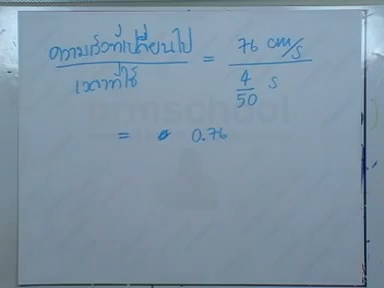 ความเร็วที่เปลี่ยนไป = 76 cm/s
เวลาที่ใช้ 4/50 s
= 0.76